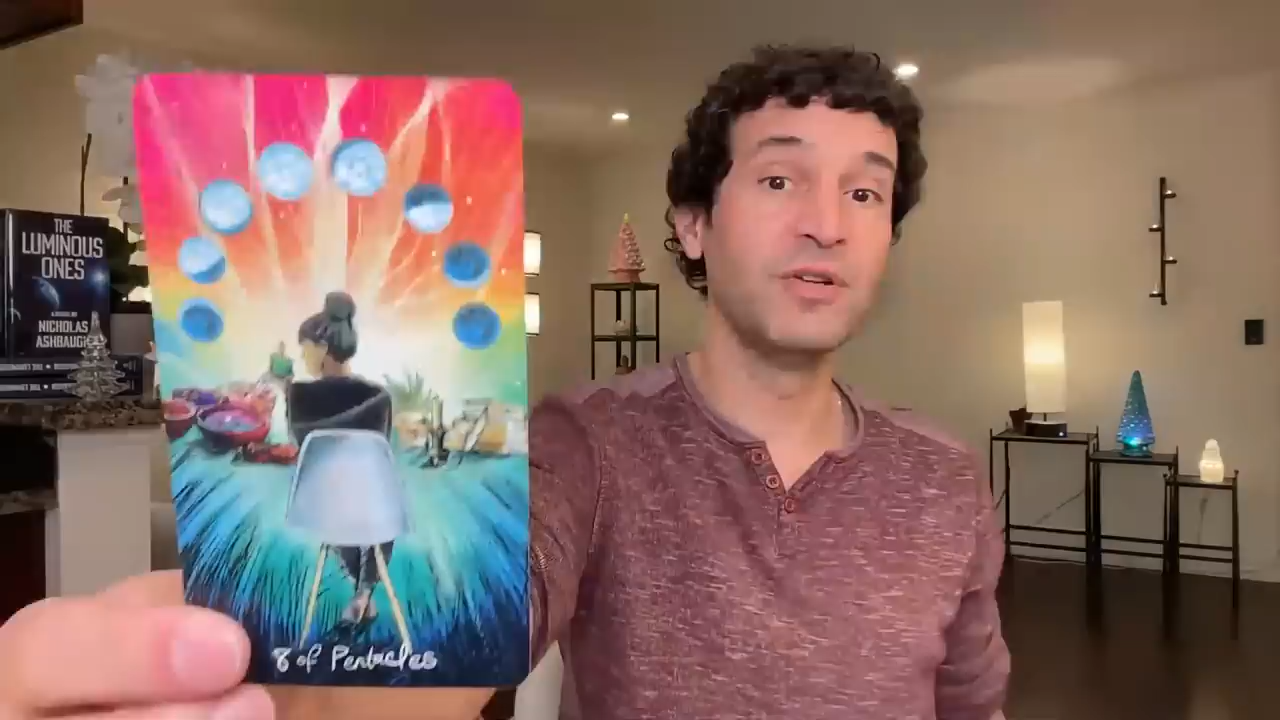 THE
LUMINOUS
ONES
NICHOLAS
ASHBAUGH
8 of Pentacles